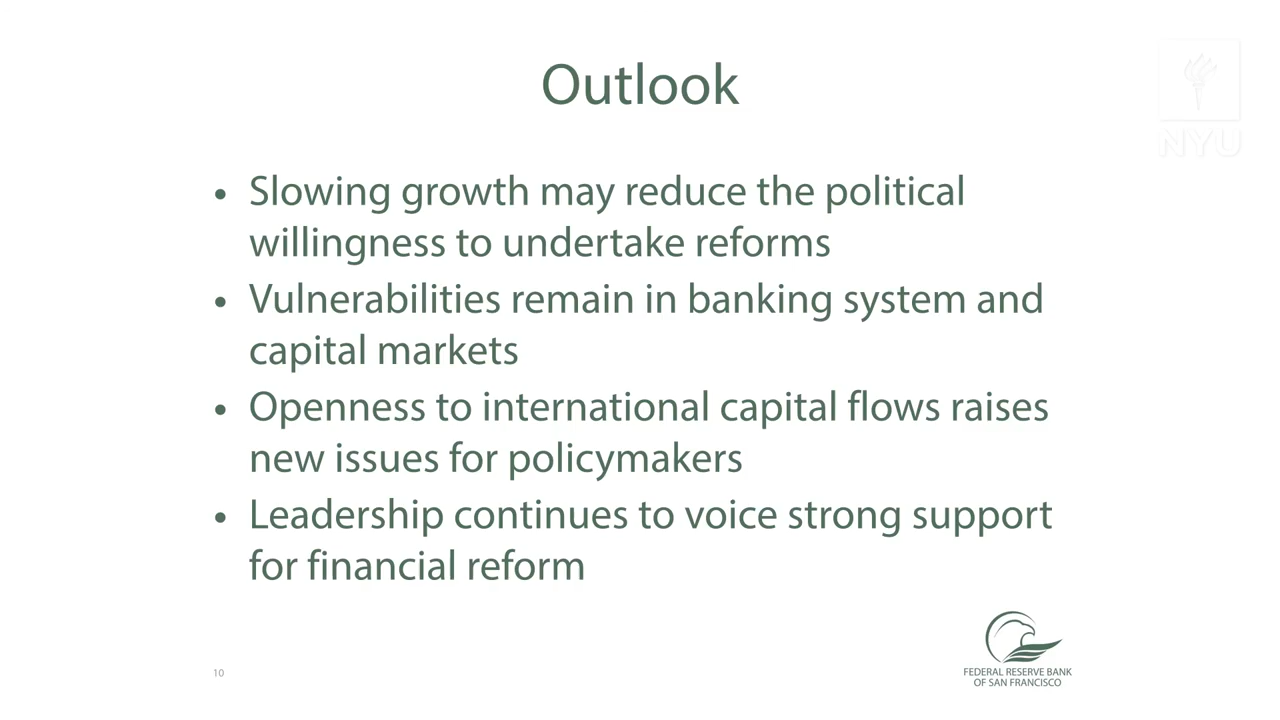 Outlook
NYU
• Slowing growth may reduce the political
willingness to undertake reforms
• Vulnerabilities remain in banking system and
capital markets
• Openness to international capital flows raises
new issues for policymakers
• Leadership continues to voice strong support
for financial reform
10
FEDERAL RESERVE BANK
OF SAN FRANCISCO